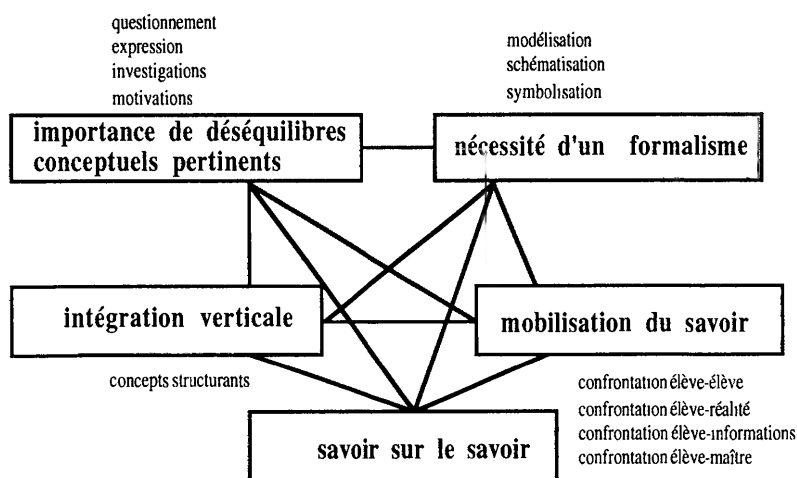 questionnement
expression
investigations
motivations
modélisation
schématisation
symbolisation
importance de déséquilibres
conceptuels pertinents
nécessité d'un formalisme
intégration verticale
mobilisation du savoir
concepts structurants
confrontation élève-élève
confrontation élève-réalité
confrontation élève-informations
confrontation élève-maître
savoir sur le savoir